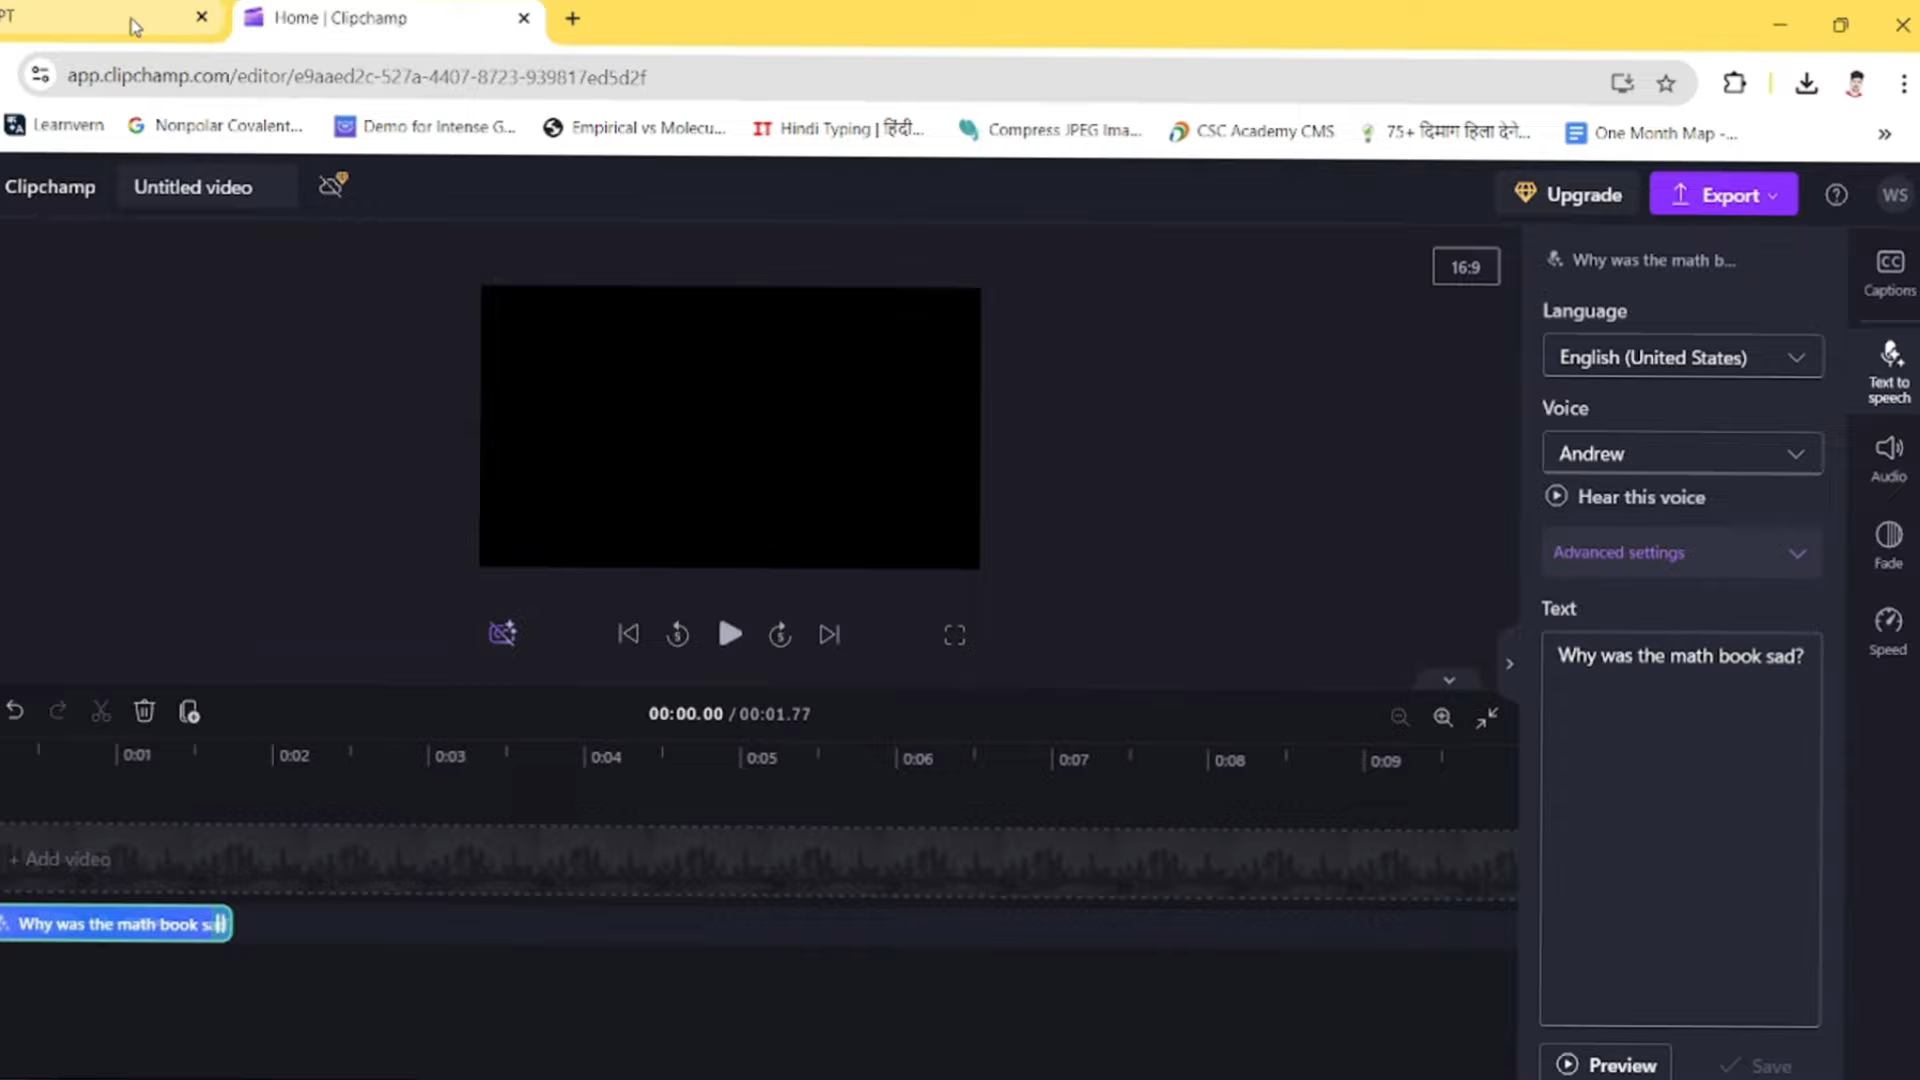 PT
Home | Clipchamp
app.clipchamp.com/editor/e9aaed2c-527a-4407-8723-939817ed5d2f
Learnvern
Nonpolar Covalent...
Demo for Intense G...
Empirical vs Molecu...
IT Hindi Typing | हिंदी...
Compress JPEG Ima...
CSC Academy CMS
75+ दिमाग हिला देने...
One Month Map -...
Clipchamp
Untitled video
Upgrade
Export
WS
16:9
Why was the math b...
Language
English (United States)
Voice
Andrew
Hear this voice
Advanced settings
Text
Why was the math book sad?
CC
Captions
Text to
speech
Audio
Fade
Speed
5
5
00:00.00 / 00:01.77
0:01
0:02
0:03
0:04
0:05
0:06
0:07
0:08
0:09
+ Add video
Why was the math book
Preview
Save